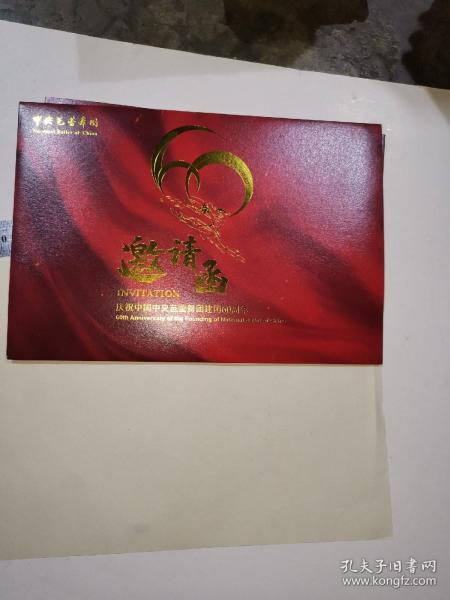 中央芭蕾舞团
National Ballet of China
60
邀请函
INVITATION
庆祝中国中央芭蕾舞团建团60周年
60th Anniversary of the Founding of National Ballet of China
0
孔夫子旧书网
www.kongfz.com